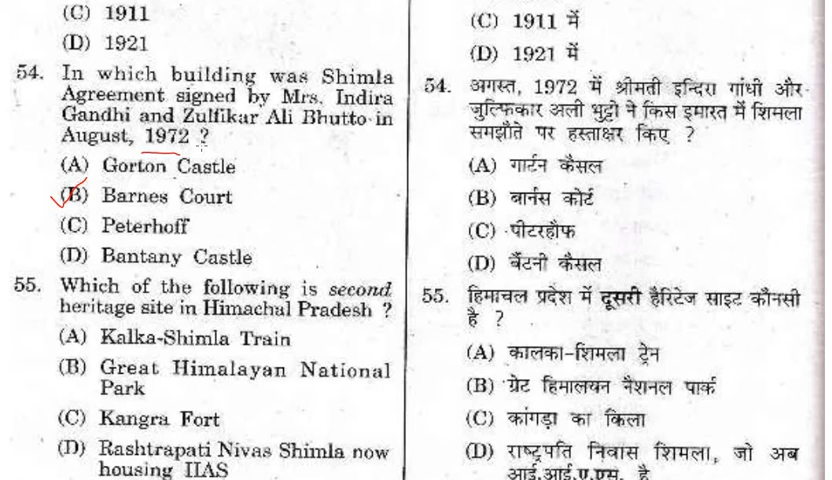 (C) 1911
(D) 1921
54. In which building was Shimla
Agreement signed by Mrs. Indira
Gandhi and Zulfikar Ali Bhutto in
August, 1972 ?
(A) Gorton Castle
(B) Barnes Court
(C) Peterhoff
(D) Bantany Castle
55. Which of the following is second
heritage site in Himachal Pradesh ?
(A) Kalka-Shimla Train
(B) Great Himalayan National
Park
(C) Kangra Fort
(D) Rashtrapati Nivas Shimla now
housing IIAS
(C) 1911 में
(D) 1921 में
54. अगस्त, 1972 में श्रीमती इन्दिरा गांधी और
जुल्फिकार अली भुट्टो ने किस इमारत में शिमला
समझौते पर हस्ताक्षर किए ?
(A) गार्टन कैसल
(B) बार्नस कोर्ट
(C) पीटरहौफ
(D) बैंटनी कैसल
55. हिमाचल प्रदेश में दूसरी हैरिटेज साइट कौनसी
है ?
(A) कालका-शिमला ट्रेन
(B) ग्रेट हिमालयन नैशनल पार्क
(C) कांगड़ा का किला
(D) राष्ट्रपति निवास शिमला, जो अब
आई.आई.ए.एस. है